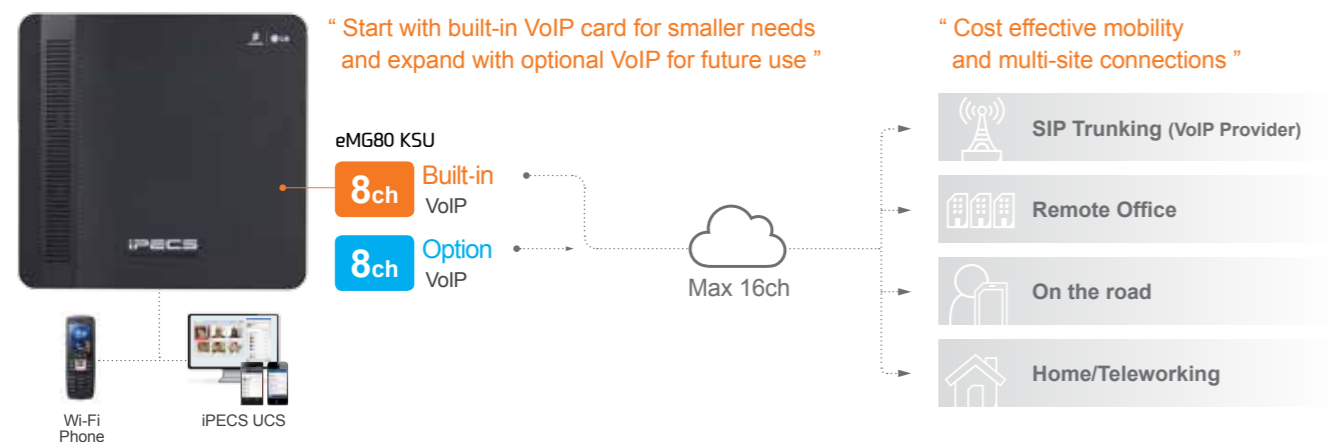 “ Start with built-in VoIP card for smaller needs
and expand with optional VoIP for future use ”
“ Cost effective mobility
and multi-site connections ”
eMG80 KSU
8ch Built-in
VoIP
8ch Option
VoIP
Max 16ch
SIP Trunking (VoIP Provider)
Remote Office
On the road
Home/Teleworking
iPECS
Wi-Fi
Phone
iPECS UCS